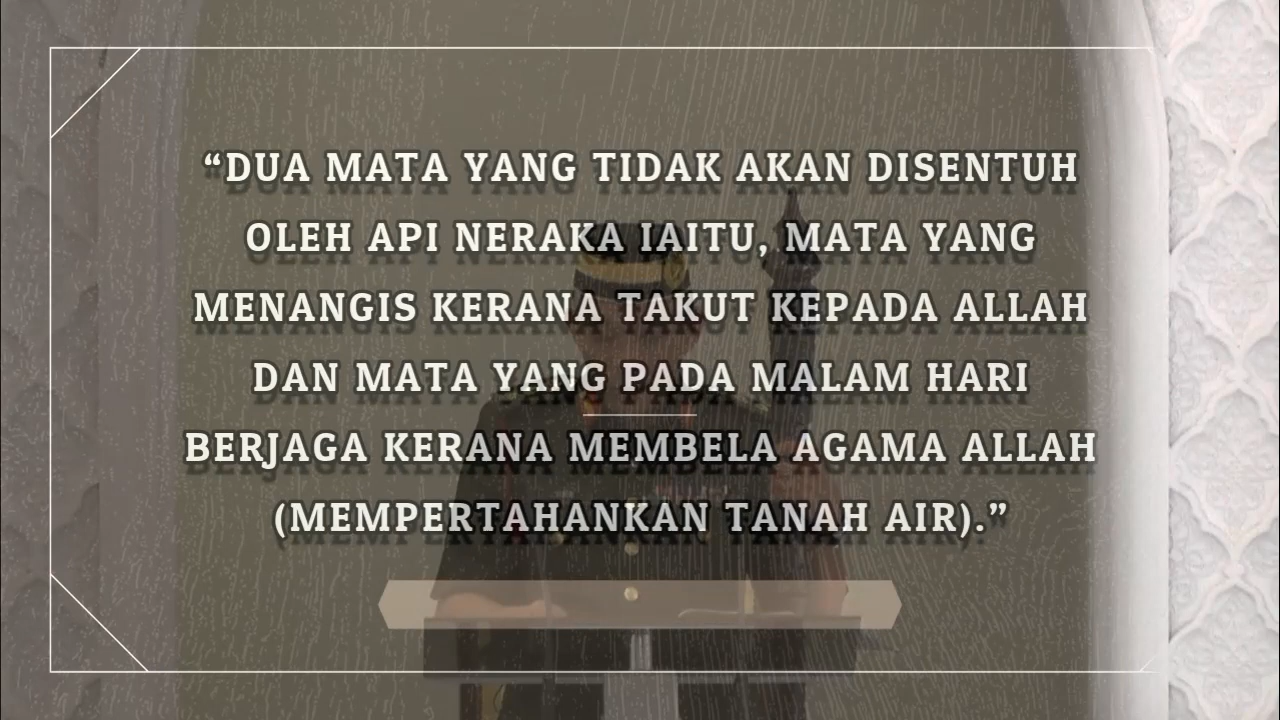 “DUA MATA YANG TIDAK AKAN DISENTUH
OLEH API NERAKA IAITU, MATA YANG
MENANGIS KERANA TAKUT KEPADA ALLAH
DAN MATA YANG PADA MALAM HARI
BERJAGA KERANA MEMBELA AGAMA ALLAH
(MEMPERTAHANKAN TANAH AIR).”